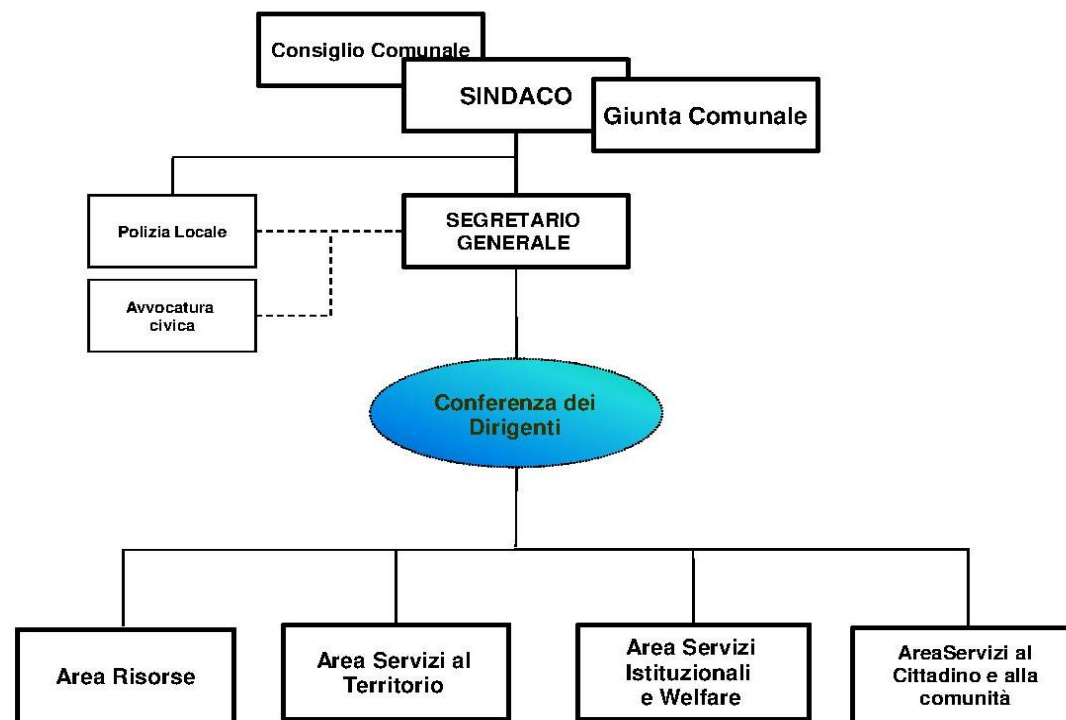 Consiglio Comunale
SINDACO
Giunta Comunale
Polizia Locale
SEGRETARIO
GENERALE
Avvocatura
civica
Conferenza dei
Dirigenti
Area Risorse
Area Servizi al
Territorio
Area Servizi
Istituzionali
e Welfare
AreaServizi al
Cittadino e alla
comunità